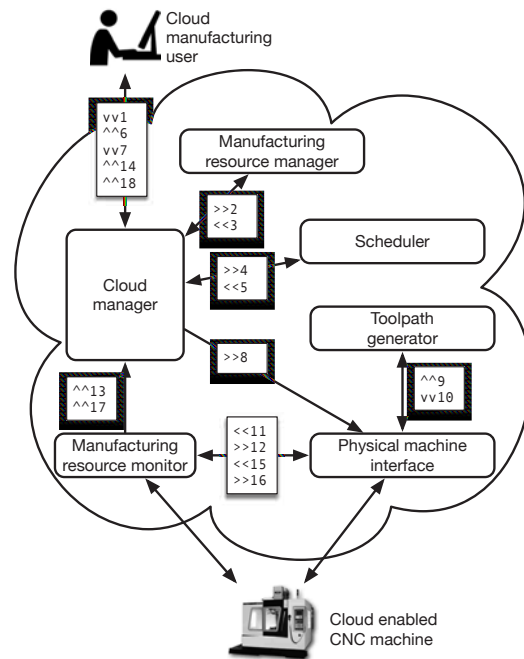 Cloud
manufacturing
user
vv1
^^6
vv7
^^14
^^18
Manufacturing
resource manager
>>2
<<3
Scheduler
>>4
<<5
Cloud
manager
Toolpath
generator
>>8
^^9
vv10
^^13
^^17
<<11
>>12
<<15
>>16
Manufacturing
resource monitor
Physical machine
interface
Cloud enabled
CNC machine